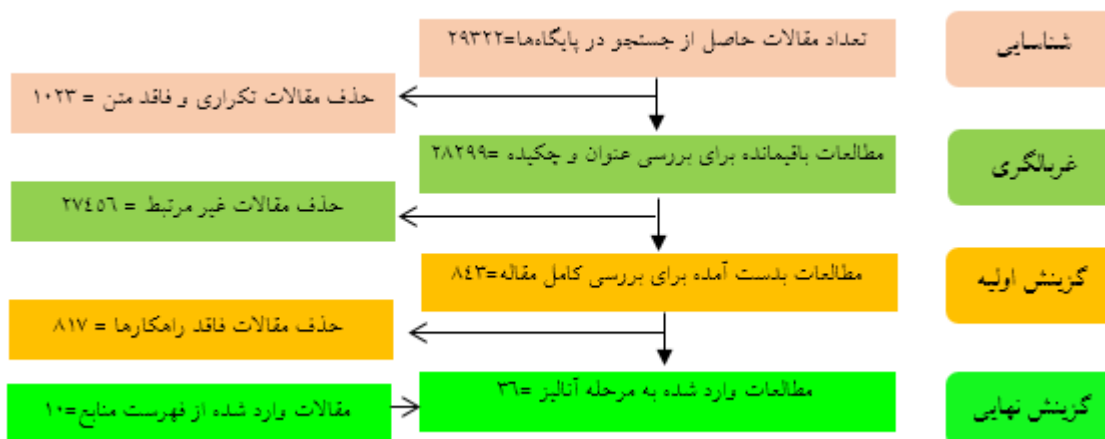 شناسایی
تعداد مقالات حاصل از جستجو در پایگاه‌ها=۲۹۳۲۲
حذف مقالات تکراری و فاقد متن = ۱۰۲۳
غربالگری
مطالعات باقیمانده برای بررسی عنوان و چکیده =۲۸۲۹۹
حذف مقالات غیر مرتبط = ۲۷٤٥٦
گزینش اولیه
مطالعات بدست آمده برای بررسی کامل مقاله=۸٤۳
حذف مقالات فاقد راهکارها = ۸۱۷
گزینش نهایی
مطالعات وارد شده به مرحله آنالیز =۳٦
مقالات وارد شده از فهرست منابع=۱۰